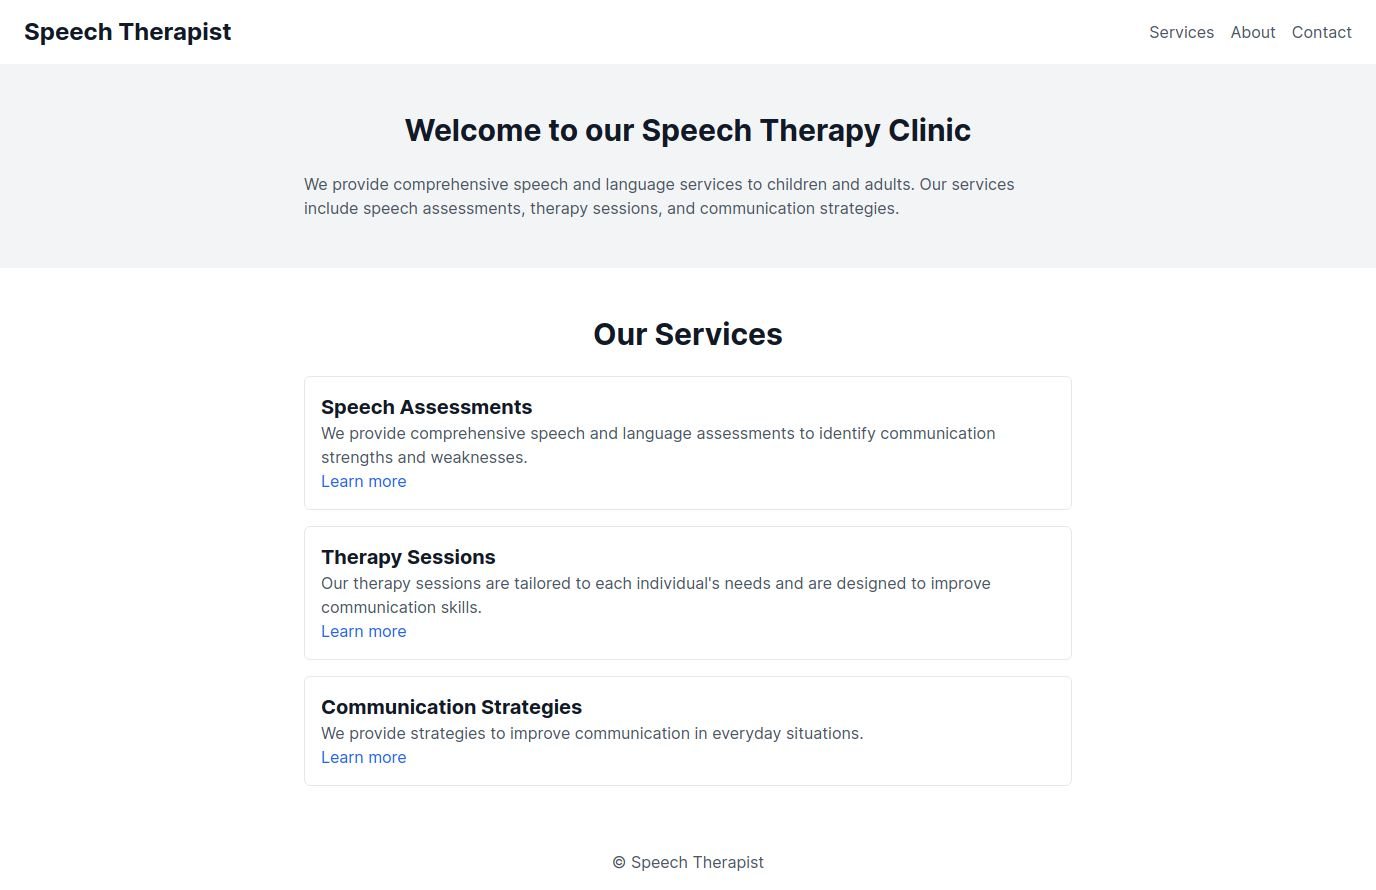 Speech Therapist
Services About Contact
Welcome to our Speech Therapy Clinic
We provide comprehensive speech and language services to children and adults. Our services
include speech assessments, therapy sessions, and communication strategies.
Our Services
Speech Assessments
We provide comprehensive speech and language assessments to identify communication
strengths and weaknesses.
Learn more
Therapy Sessions
Our therapy sessions are tailored to each individual's needs and are designed to improve
communication skills.
Learn more
Communication Strategies
We provide strategies to improve communication in everyday situations.
Learn more
© Speech Therapist